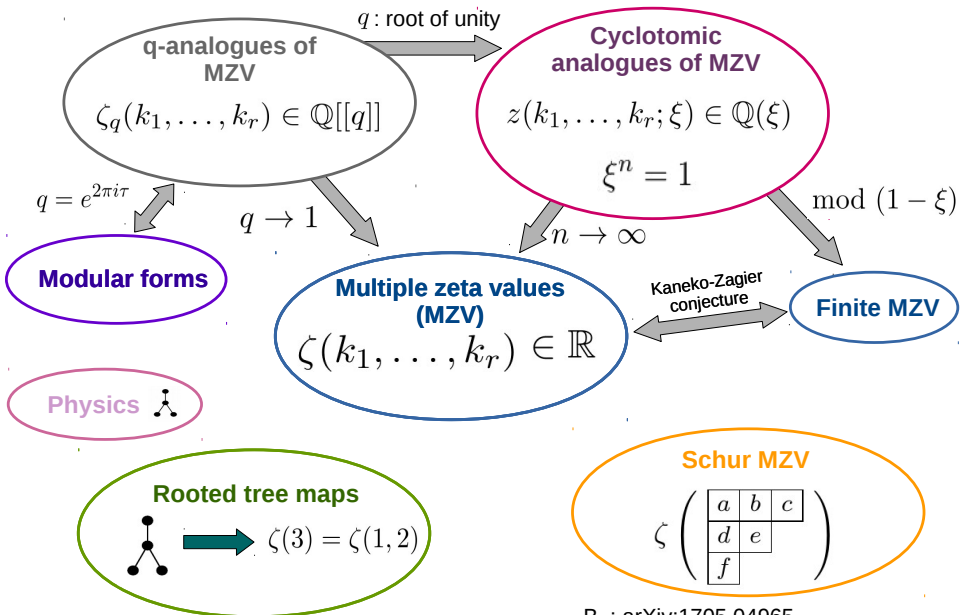 q : root of unity
q-analogues of
MZV
ζ_q(k_1, . . . , k_r) ∈ ℚ[[q]]
Cyclotomic
analogues of MZV
z(k_1, . . . , k_r; ξ) ∈ ℚ(ξ)
ξ^n = 1
q = e^{2πiτ}
q → 1
n → ∞
mod (1 − ξ)
Modular forms
Multiple zeta values
(MZV)
ζ(k_1, . . . , k_r) ∈ ℝ
Kaneko-Zagier
conjecture
Finite MZV
Physics
Rooted tree maps
ζ(3) = ζ(1, 2)
Schur MZV
ζ ( a b c
d e
f )